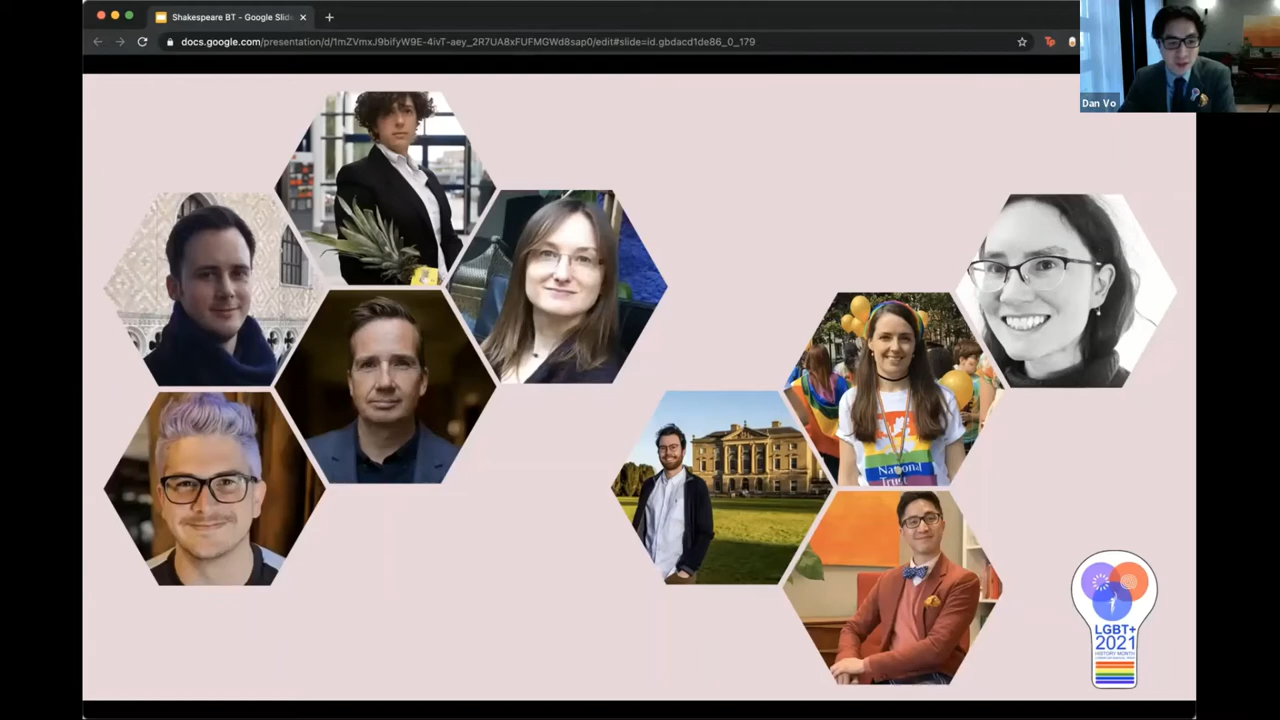 Shakespeare BT - Google Slid
docs.google.com/presentation/d/1mZVmxJ9bifyW9E-4ivT-aey_2R7UA8xFUFMGWd8sap0/edit#slide=id.gbdacd1de86_0_179
Dan Vo
National
Trust
LGBT+
2021
HISTORY MONTH